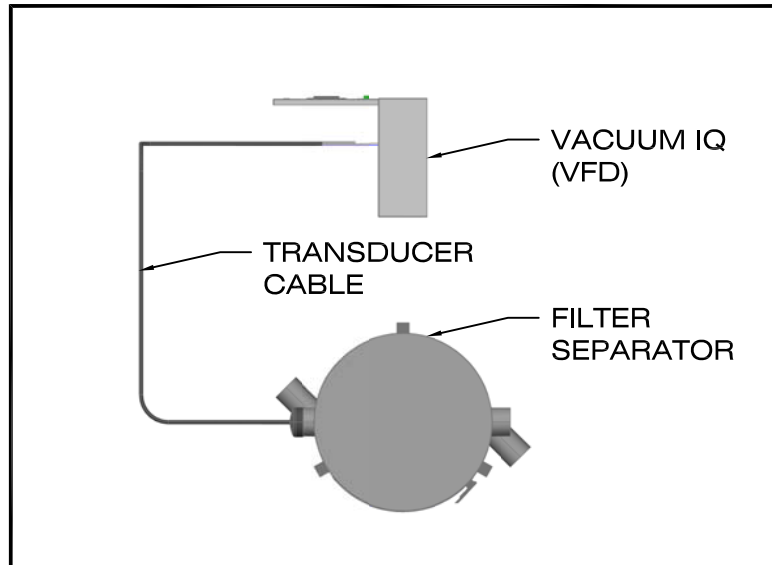 VACUUM IQ
(VFD)
TRANSDUCER
CABLE
FILTER
SEPARATOR